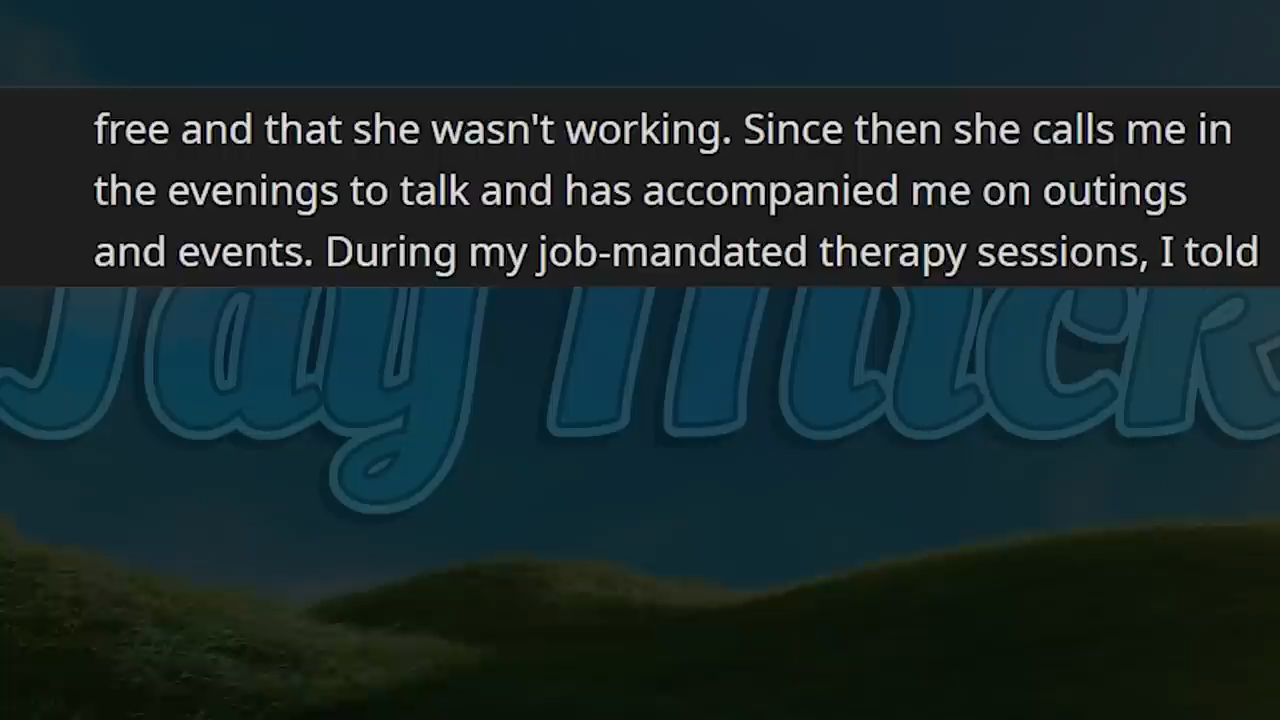 free and that she wasn't working. Since then she calls me in
the evenings to talk and has accompanied me on outings
and events. During my job-mandated therapy sessions, I told
Jay